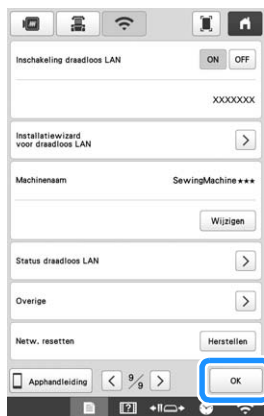 Inschakeling draadloos LAN ON OFF
XXXXXXX
Installatiewizard
voor draadloos LAN
Machinenaam SewingMachine★★★
Wijzigen
Status draadloos LAN
Overige
Netw. resetten Herstellen
Apphandleiding < 9/9 > OK